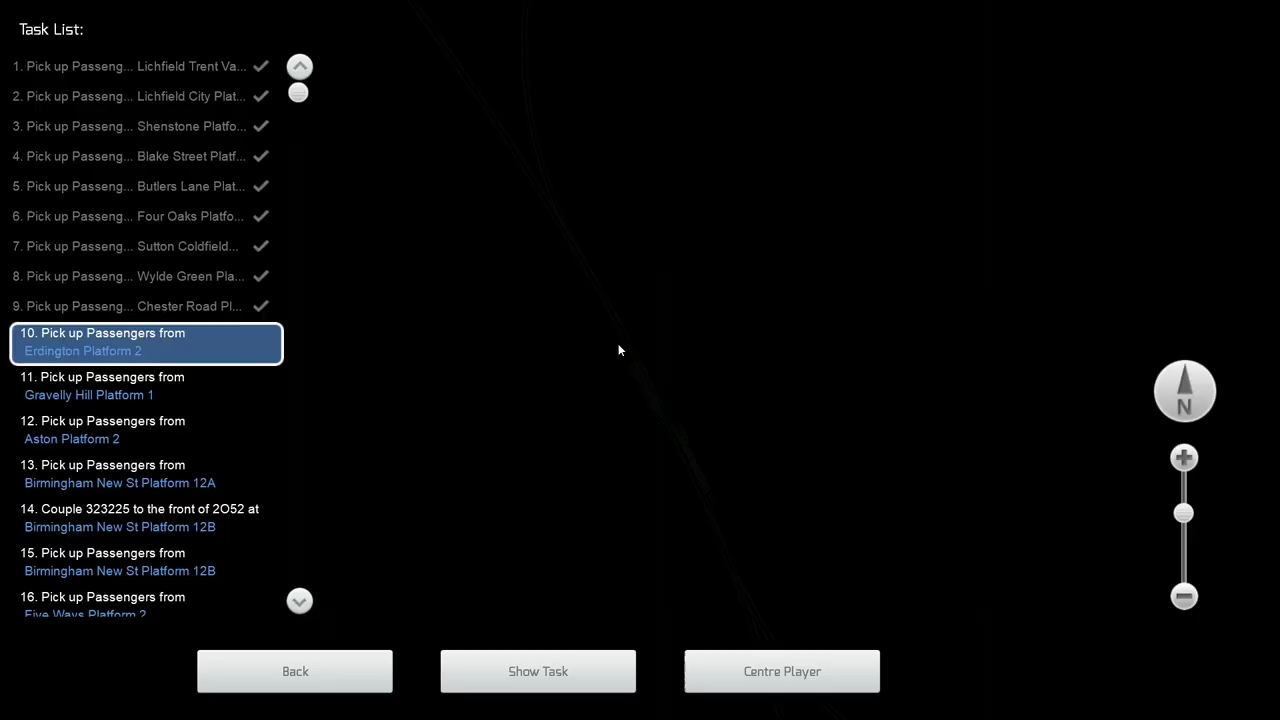 Task List:
1. Pick up Passeng... Lichfield Trent Va...
2. Pick up Passeng... Lichfield City Plat...
3. Pick up Passeng... Shenstone Platfo...
4. Pick up Passeng... Blake Street Platf...
5. Pick up Passeng... Butlers Lane Plat...
6. Pick up Passeng... Four Oaks Platfo...
7. Pick up Passeng... Sutton Coldfield...
8. Pick up Passeng... Wylde Green Pla...
9. Pick up Passeng... Chester Road Pl...
10. Pick up Passengers from
Erdington Platform 2
11. Pick up Passengers from
Gravelly Hill Platform 1
12. Pick up Passengers from
Aston Platform 2
13. Pick up Passengers from
Birmingham New St Platform 12A
14. Couple 323225 to the front of 2O52 at
Birmingham New St Platform 12B
15. Pick up Passengers from
Birmingham New St Platform 12B
16. Pick up Passengers from
Five Ways Platform 2
N
Back
Show Task
Centre Player